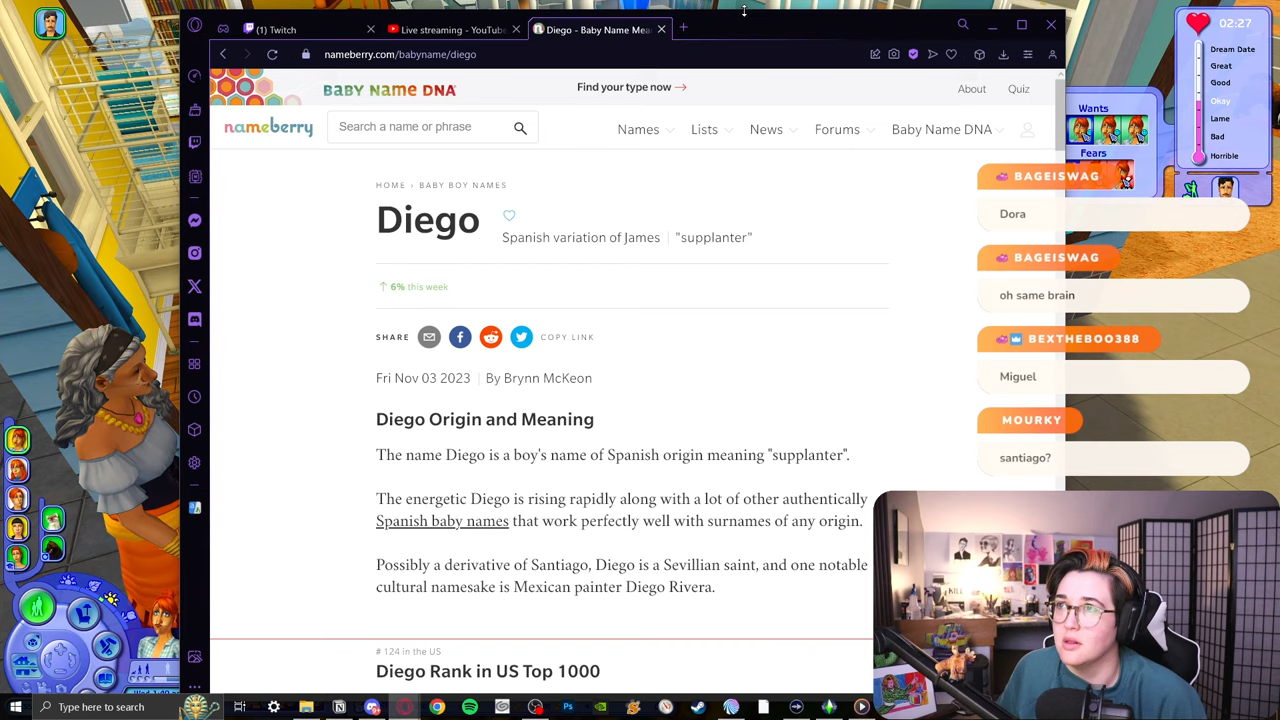 (1) Twitch
Live streaming - YouTube
Diego - Baby Name Mea
nameberry.com/babyname/diego
02:27
Dream Date
Great
Good
Okay
Lame
Bad
Horrible
Wants
Fears
BABY NAME DNA
Find your type now →
About
Quiz
nameberry
Search a name or phrase
Names
Lists
News
Forums
Baby Name DNA
HOME › BABY BOY NAMES
Diego
Spanish variation of James | "supplanter"
↑ 6% this week
SHARE
COPY LINK
Fri Nov 03 2023 | By Brynn McKeon
Diego Origin and Meaning
The name Diego is a boy's name of Spanish origin meaning "supplanter".
The energetic Diego is rising rapidly along with a lot of other authentically
Spanish baby names that work perfectly well with surnames of any origin.
Possibly a derivative of Santiago, Diego is a Sevillian saint, and one notable
cultural namesake is Mexican painter Diego Rivera.
# 124 in the US
Diego Rank in US Top 1000
BAGEISWAG
Dora
BAGEISWAG
oh same brain
BEXTHEBOO388
Miguel
MOURKY
santiago?
KILL
Type here to search